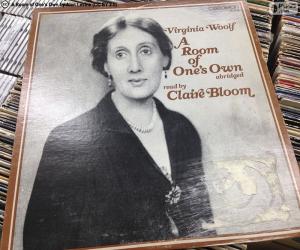 Virginia Woolf
A
Room of
One's Own
abridged
read by
Claire Bloom